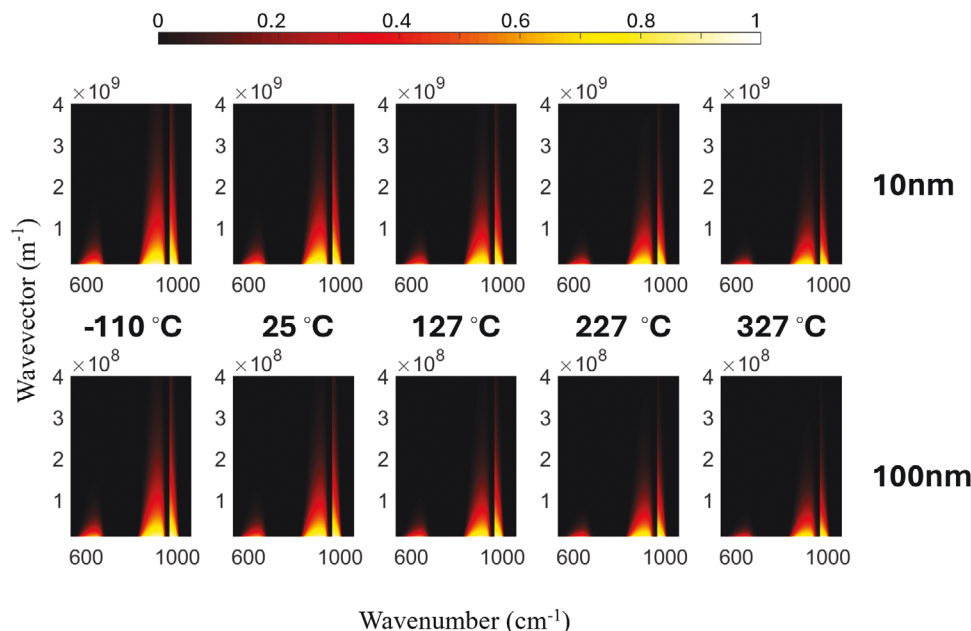 0 0.2 0.4 0.6 0.8 1
×10⁹ ×10⁹ ×10⁹ ×10⁹ ×10⁹
4 4 4 4 4
3 3 3 3 3
2 2 2 2 2
1 1 1 1 1
600 1000 600 1000 600 1000 600 1000 600 1000
10nm
Wavevector (m⁻¹)
-110 °C 25 °C 127 °C 227 °C 327 °C
×10⁸ ×10⁸ ×10⁸ ×10⁸ ×10⁸
4 4 4 4 4
3 3 3 3 3
2 2 2 2 2
1 1 1 1 1
600 1000 600 1000 600 1000 600 1000 600 1000
100nm
Wavenumber (cm⁻¹)